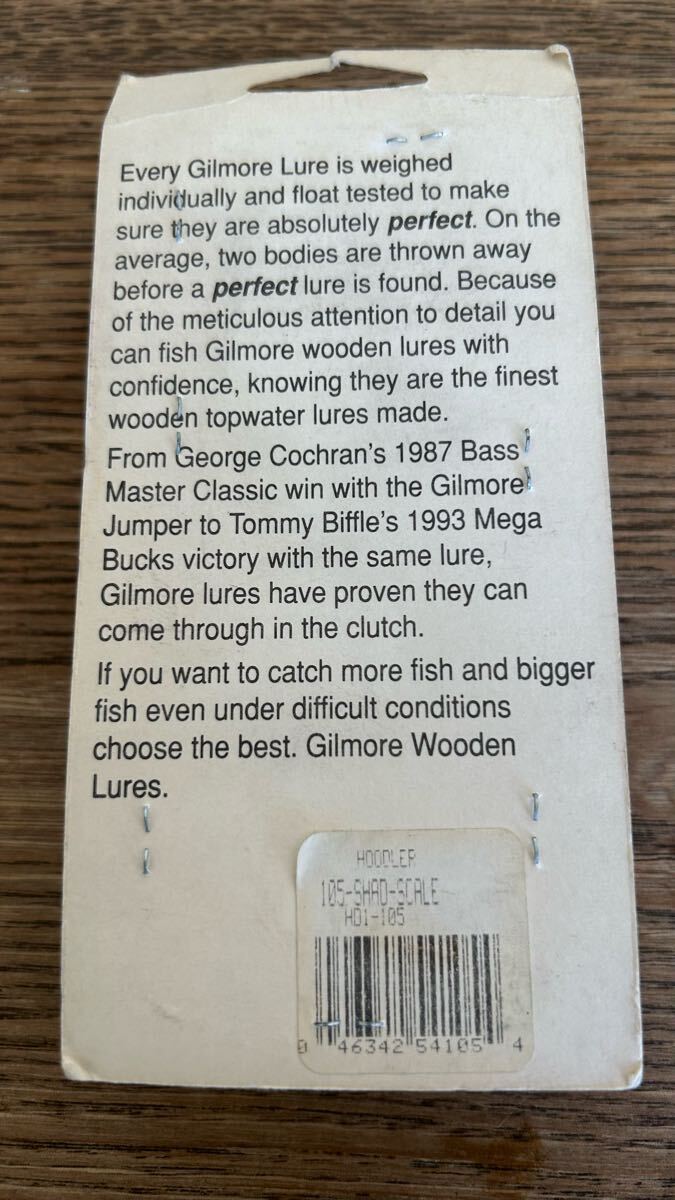 Every Gilmore Lure is weighed
individually and float tested to make
sure they are absolutely perfect. On the
average, two bodies are thrown away
before a perfect lure is found. Because
of the meticulous attention to detail you
can fish Gilmore wooden lures with
confidence, knowing they are the finest
wooden topwater lures made.
From George Cochran's 1987 Bass
Master Classic win with the Gilmore
Jumper to Tommy Biffle's 1993 Mega
Bucks victory with the same lure,
Gilmore lures have proven they can
come through in the clutch.
If you want to catch more fish and bigger
fish even under difficult conditions
choose the best. Gilmore Wooden
Lures.
HOODLER
105-SHAD-SCALE
HD1-105
0 46342 54105 4